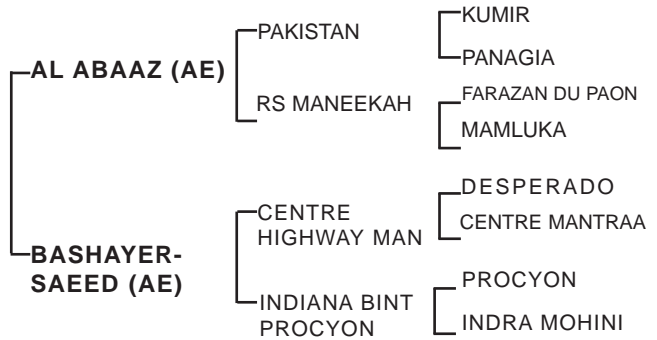 KUMIR
PAKISTAN
PANAGIA
AL ABAAZ (AE)
FARAZAN DU PAON
RS MANEEKAH
MAMLUKA
DESPERADO
CENTRE
HIGHWAY MAN
CENTRE MANTRAA
BASHAYER-
SAEED (AE)
PROCYON
INDIANA BINT
PROCYON
INDRA MOHINI